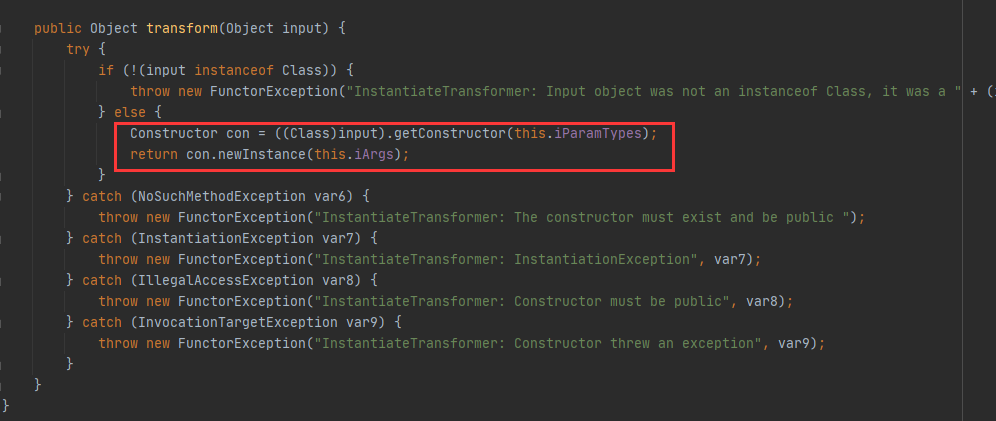 public Object transform(Object input) {
try {
if (!(input instanceof Class)) {
throw new FunctorException("InstantiateTransformer: Input object was not an instanceof Class, it was a " + (
} else {
Constructor con = ((Class)input).getConstructor(this.iParamTypes);
return con.newInstance(this.iArgs);
}
} catch (NoSuchMethodException var6) {
throw new FunctorException("InstantiateTransformer: The constructor must exist and be public ");
} catch (InstantiationException var7) {
throw new FunctorException("InstantiateTransformer: InstantiationException", var7);
} catch (IllegalAccessException var8) {
throw new FunctorException("InstantiateTransformer: Constructor must be public", var8);
} catch (InvocationTargetException var9) {
throw new FunctorException("InstantiateTransformer: Constructor threw an exception", var9);
}
}
}